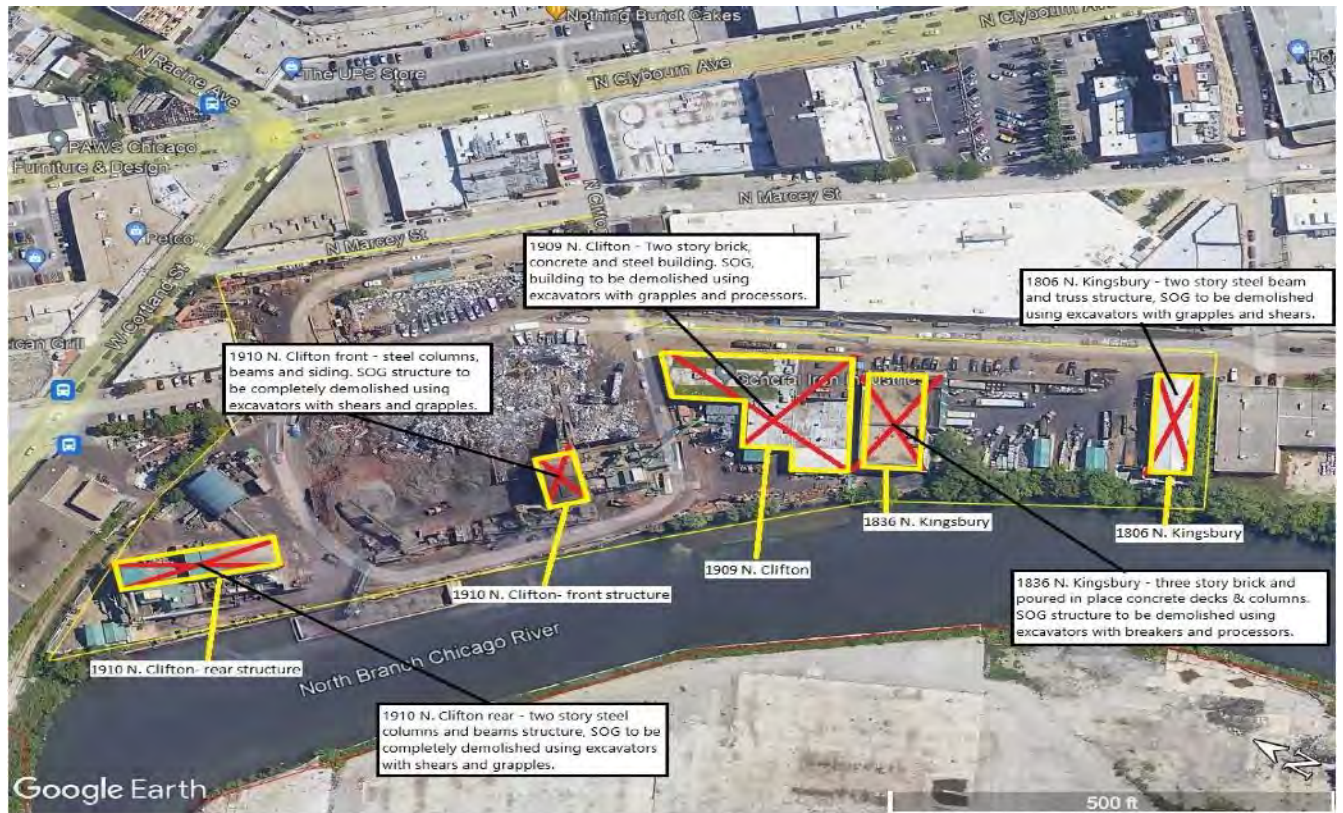 Nothing Bundt Cakes
N Clybourn Ave
N Racine Ave
The UPS Store
N Clybourn Ave
PAWS Chicago
Furniture & Design
N Marcey St
Petco
N Marcey St
W Cortland St
1909 N. Clifton - Two story brick,
concrete and steel building. SOG,
building to be demolished using
excavators with grapples and processors.
1806 N. Kingsbury - two story steel beam
and truss structure, SOG to be demolished
using excavators with grapples and shears.
1910 N. Clifton front - steel columns,
beams and siding. SOG structure to
be completely demolished using
excavators with shears and grapples.
General Iron Industries
1836 N. Kingsbury
1806 N. Kingsbury
1909 N. Clifton
1910 N. Clifton- front structure
1836 N. Kingsbury - three story brick and
poured in place concrete decks & columns.
SOG structure to be demolished using
excavators with breakers and processors.
1910 N. Clifton- rear structure
North Branch Chicago River
1910 N. Clifton rear - two story steel
columns and beams structure, SOG to be
completely demolished using excavators
with shears and grapples.
N
Google Earth
500 ft